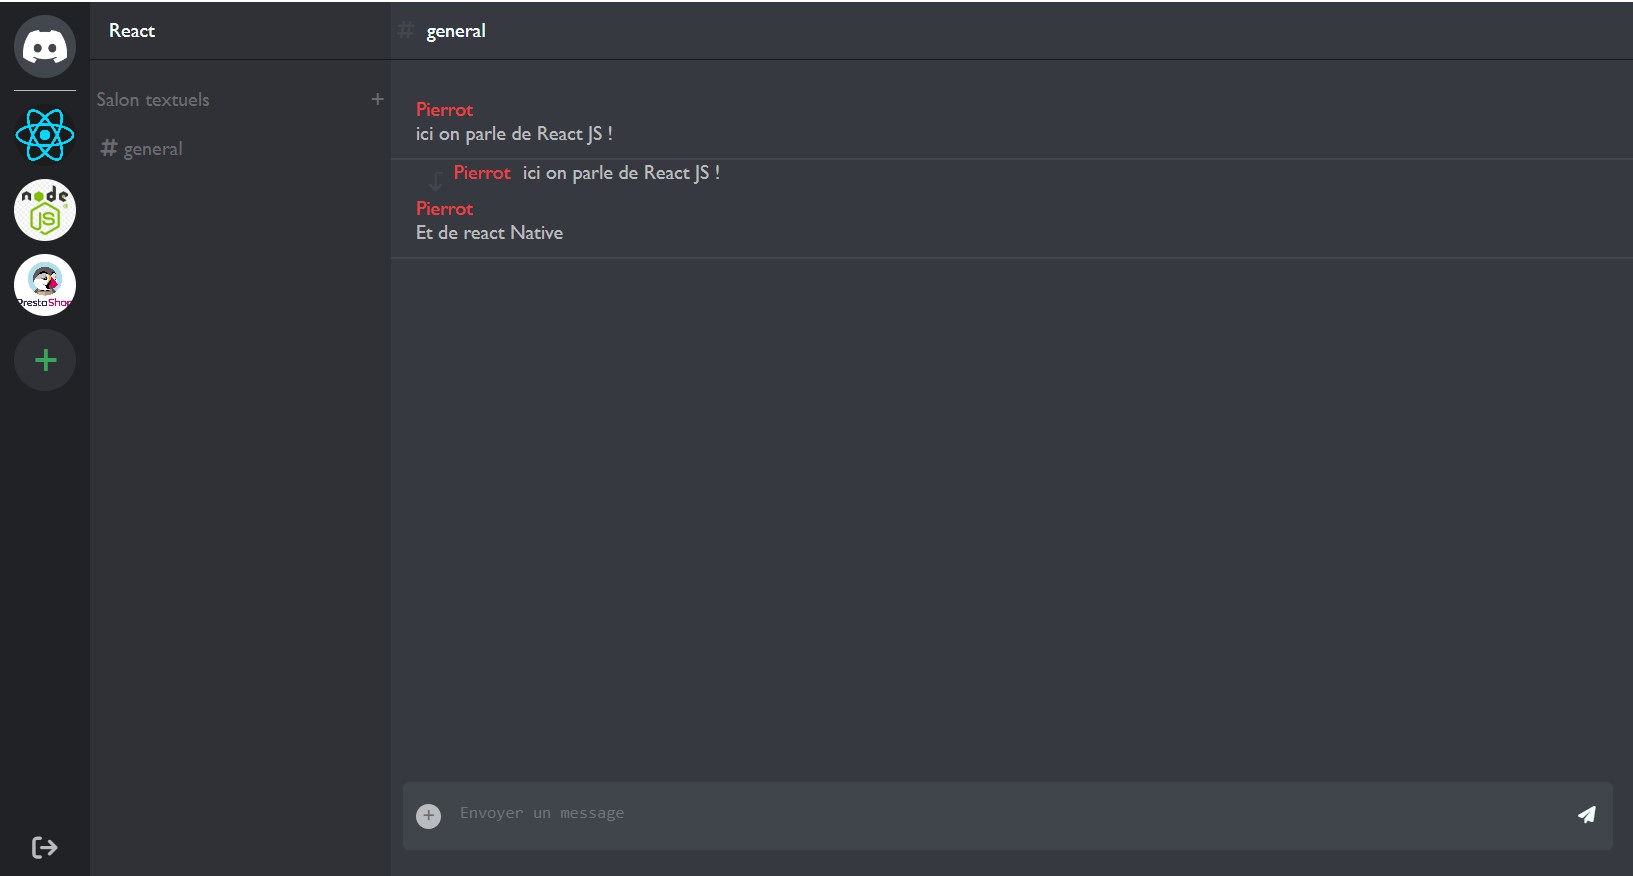 React
# general
Salon textuels +
# general
Pierrot
ici on parle de React JS !
Pierrot ici on parle de React JS !
Pierrot
Et de react Native
node
JS
PrestaShop
+
+ Envoyer un message